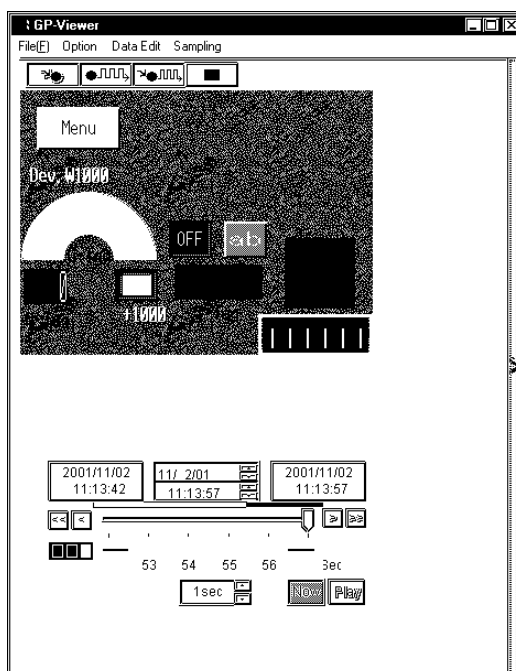 GP-Viewer
File(F) Option Data Edit Sampling
Menu
Dev, W1000
OFF ab
0
+1000
2001/11/02 11/ 2/01 2001/11/02
11:13:42 11:13:57 11:13:57
<< < > >>
53 54 55 56 Sec
1sec Now Play